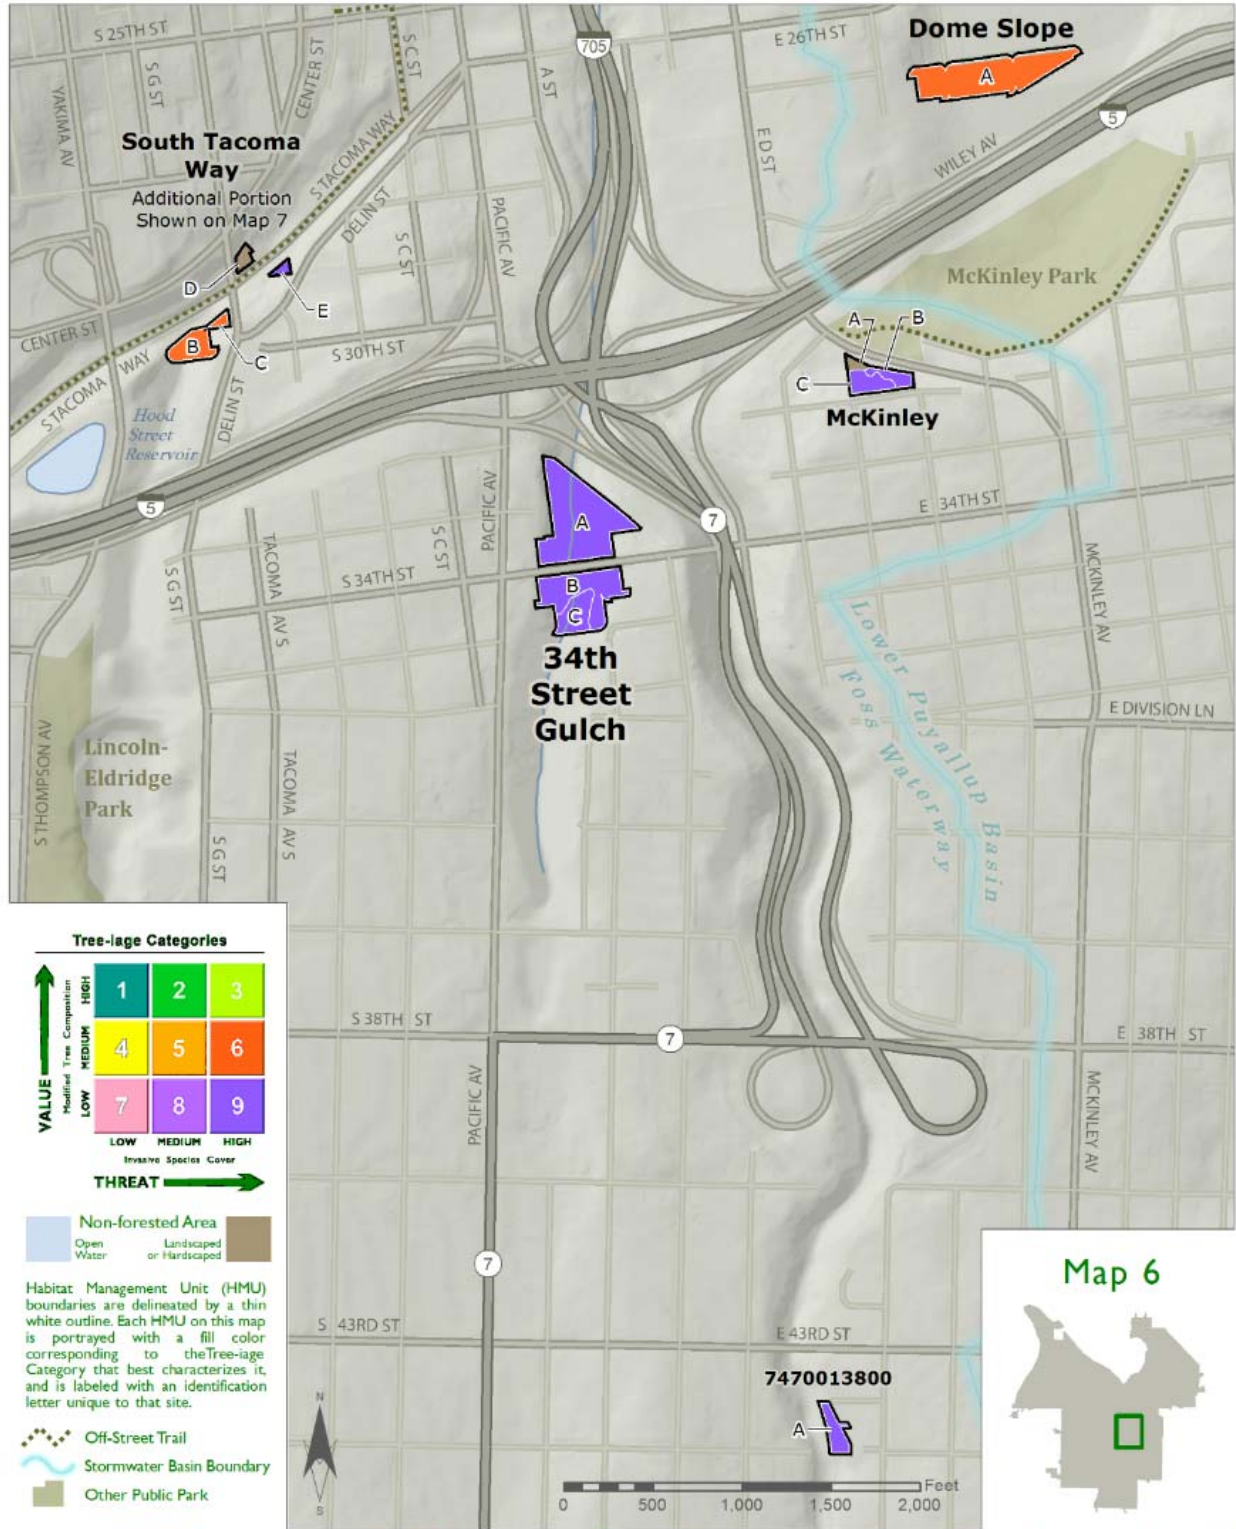 S 25TH ST
S G ST
CENTER ST
S C ST
705
A ST
E 26TH ST
Dome Slope
A
5
YAKIMA AV
South Tacoma
Way
Additional Portion
Shown on Map 7
S TACOMA WAY
DELIN ST
S C ST
PACIFIC AV
E D ST
WILEY AV
McKinley Park
D
E
B
C
CENTER ST
S TACOMA WAY
S 30TH ST
DELIN ST
Hood
Street
Reservoir
A
B
C
McKinley
5
PACIFIC AV
7
E 34TH ST
A
S C ST
TACOMA AV S
S G ST
S 34TH ST
B
C
34th
Street
Gulch
MCKINLEY AV
Lower Puyallup Basin
Foss Waterway
E DIVISION LN
Lincoln-
Eldridge
Park
S THOMPSON AV
TACOMA AV S
S G ST
Tree-iage Categories
VALUE
Modified Tree Composition
HIGH
1 2 3
MEDIUM
4 5 6
LOW
7 8 9
LOW MEDIUM HIGH
Invasive Species Cover
THREAT
S 38TH ST
7
E 38TH ST
PACIFIC AV
MCKINLEY AV
Non-forested Area
Open
Water
Landscaped
or Hardscaped
Habitat Management Unit (HMU)
boundaries are delineated by a thin
white outline. Each HMU on this map
is portrayed with a fill color
corresponding to theTree-iage
Category that best characterizes it,
and is labeled with an identification
letter unique to that site.
Off-Street Trail
Stormwater Basin Boundary
Other Public Park
7
S 43RD ST
E 43RD ST
7470013800
A
N
S
Feet
0 500 1,000 1,500 2,000
Map 6